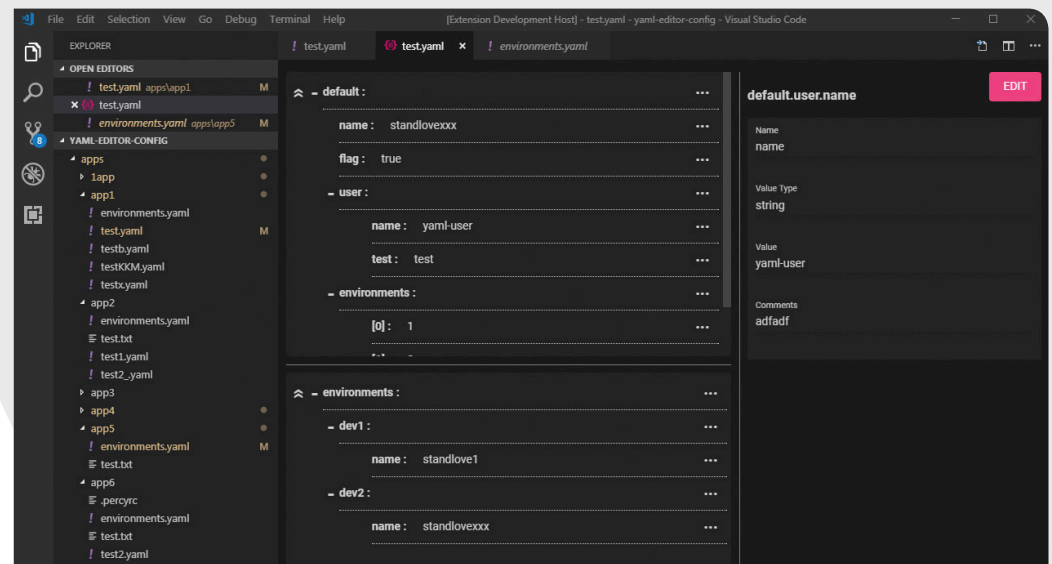 File Edit Selection View Go Debug Terminal Help
[Extension Development Host] - test.yaml - yaml-editor-config - Visual Studio Code
EXPLORER
OPEN EDITORS
! test.yaml apps\app1 M
test.yaml
! environments.yaml apps\app5 M
8
YAML-EDITOR-CONFIG
apps
1app
app1
! environments.yaml
! test.yaml M
! testb.yaml
! testKKM.yaml
! testx.yaml
app2
! environments.yaml
test.txt
! test1.yaml
! test2_.yaml
app3
app4
app5
! environments.yaml M
test.txt
app6
.percyrc
! environments.yaml
test.txt
! test2.yaml
! test.yaml test.yaml × ! environments.yaml
- default : ...
name : standlovexxx ...
flag : true ...
- user : ...
name : yaml-user ...
test : test ...
- environments : ...
[0] : 1 ...
- environments : ...
- dev1 : ...
name : standlove1 ...
- dev2 : ...
name : standlovexxx ...
EDIT
default.user.name
Name
name
Value Type
string
Value
yaml-user
Comments
adfadf